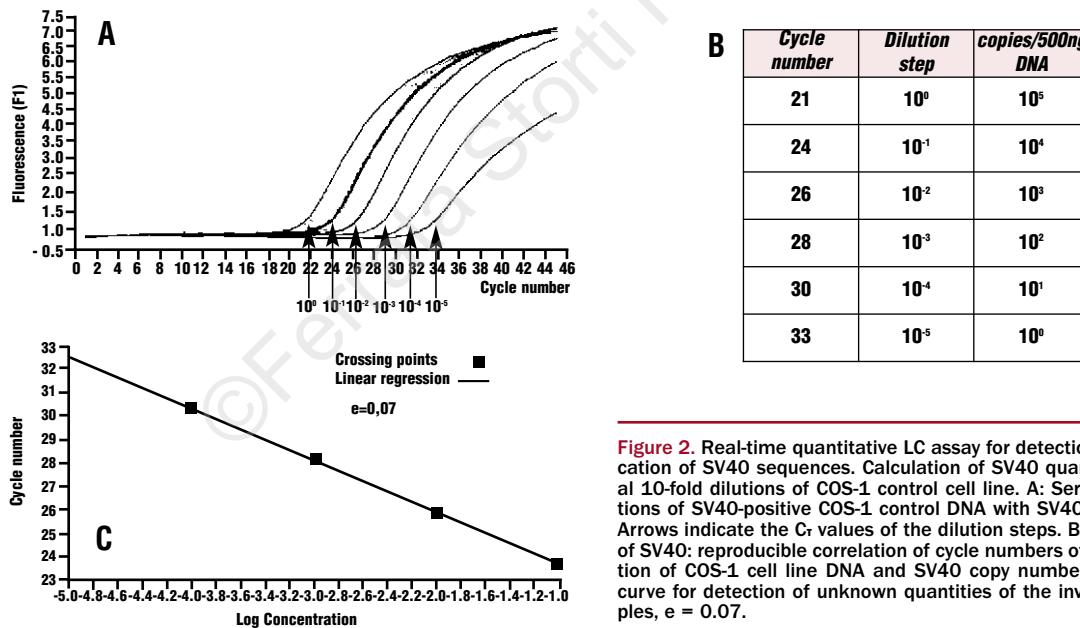 A
7.5
7.0
6.5
6.0
5.5
5.0
4.5
4.0
3.5
3.0
2.5
2.0
1.5
1.0
- 0.5
Fluorescence (F1)
0 2 4 6 8 10 12 14 16 18 20 22 24 26 28 30 32 34 36 38 40 42 44 46
Cycle number
10⁰ 10⁻¹ 10⁻² 10⁻³ 10⁻⁴ 10⁻⁵
B
Cycle number Dilution step copies/500ng DNA
21 10⁰ 10⁵
24 10⁻¹ 10⁴
26 10⁻² 10³
28 10⁻³ 10²
30 10⁻⁴ 10¹
33 10⁻⁵ 10⁰
33
32
31
30
29
28
27
26
25
24
23
Cycle number
Crossing points
Linear regression
e=0,07
C
-5.0-4.8-4.6-4.4-4.2-4.0-3.8-3.6-3.4-3.2-3.0-2.8-2.6-2.4-2.2-2.0-1.8-1.6-1.4-1.2-1.0
Log Concentration
Figure 2. Real-time quantitative LC assay for detectio
cation of SV40 sequences. Calculation of SV40 quan
al 10-fold dilutions of COS-1 control cell line. A: Ser
tions of SV40-positive COS-1 control DNA with SV40
Arrows indicate the Cᴛ values of the dilution steps. B
of SV40: reproducible correlation of cycle numbers of
tion of COS-1 cell line DNA and SV40 copy number
curve for detection of unknown quantities of the inv
ples, e = 0.07.
©Ferrata Storti